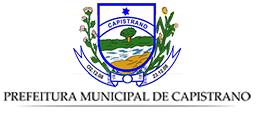 CAPISTRANO
PREFEITURA MUNICIPAL DE CAPISTRANO